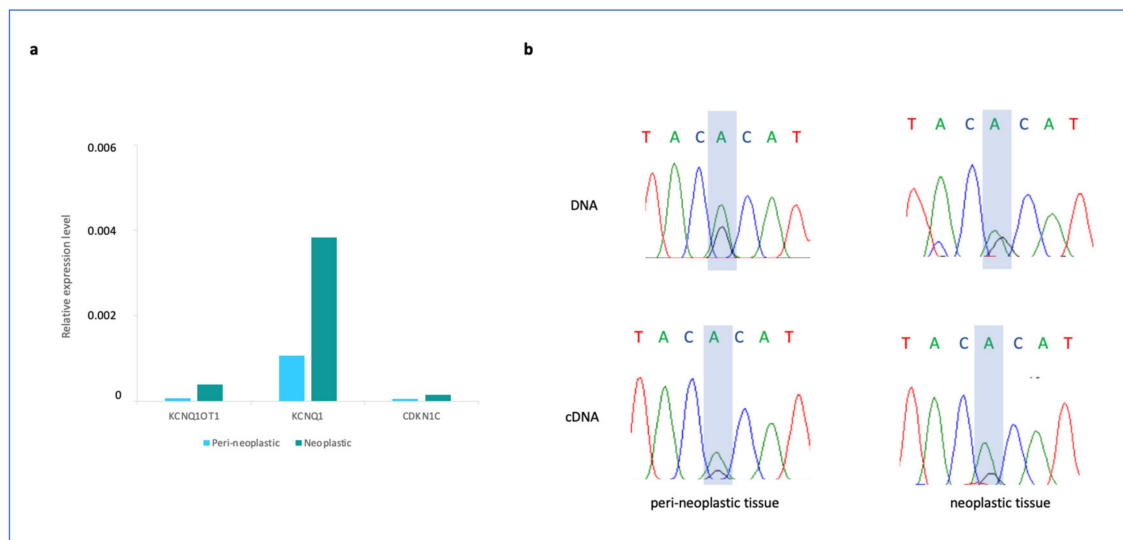 a
b
0.006
0.004
0.002
0
Relative expression level
KCNQ1OT1 KCNQ1 CDKN1C
Peri-neoplastic Neoplastic
T A C A C A T
T A C A C A T
DNA
T A C A C A T
T A C A C A T
cDNA
peri-neoplastic tissue
neoplastic tissue